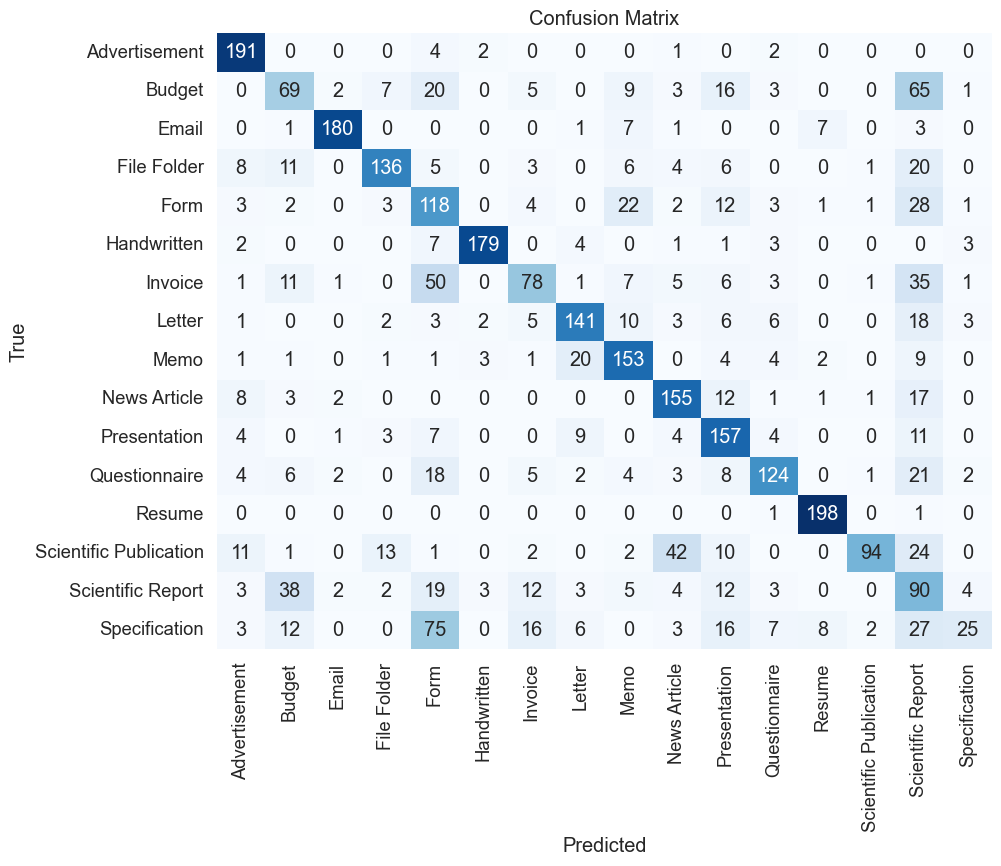 Confusion Matrix
Advertisement 191 0 0 0 4 2 0 0 0 1 0 2 0 0 0 0
Budget 0 69 2 7 20 0 5 0 9 3 16 3 0 0 65 1
Email 0 1 180 0 0 0 0 1 7 1 0 0 7 0 3 0
File Folder 8 11 0 136 5 0 3 0 6 4 6 0 0 1 20 0
Form 3 2 0 3 118 0 4 0 22 2 12 3 1 1 28 1
Handwritten 2 0 0 0 7 179 0 4 0 1 1 3 0 0 0 3
Invoice 1 11 1 0 50 0 78 1 7 5 6 3 0 1 35 1
Letter 1 0 0 2 3 2 5 141 10 3 6 6 0 0 18 3
Memo 1 1 0 1 1 3 1 20 153 0 4 4 2 0 9 0
News Article 8 3 2 0 0 0 0 0 0 155 12 1 1 1 17 0
Presentation 4 0 1 3 7 0 0 9 0 4 157 4 0 0 11 0
Questionnaire 4 6 2 0 18 0 5 2 4 3 8 124 0 1 21 2
Resume 0 0 0 0 0 0 0 0 0 0 0 1 198 0 1 0
Scientific Publication 11 1 0 13 1 0 2 0 2 42 10 0 0 94 24 0
Scientific Report 3 38 2 2 19 3 12 3 5 4 12 3 0 0 90 4
Specification 3 12 0 0 75 0 16 6 0 3 16 7 8 2 27 25
True
Advertisement
Budget
Email
File Folder
Form
Handwritten
Invoice
Letter
Memo
News Article
Presentation
Questionnaire
Resume
Scientific Publication
Scientific Report
Specification
Predicted